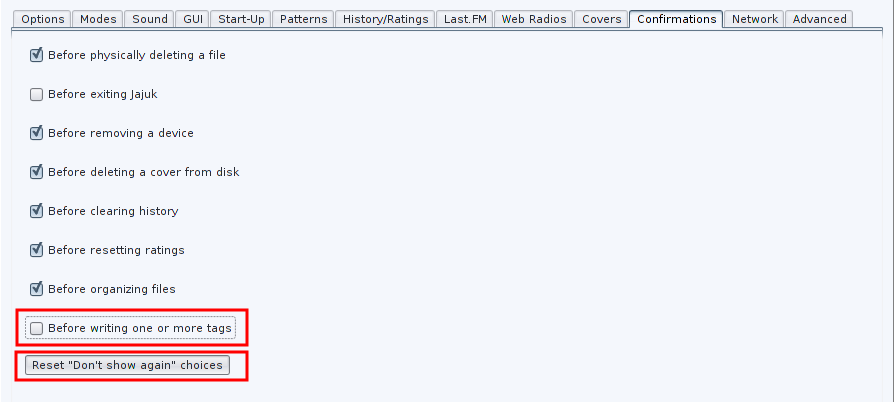 Options Modes Sound GUI Start-Up Patterns History/Ratings Last.FM Web Radios Covers Confirmations Network Advanced
Before physically deleting a file
Before exiting Jajuk
Before removing a device
Before deleting a cover from disk
Before clearing history
Before resetting ratings
Before organizing files
Before writing one or more tags
Reset "Don't show again" choices